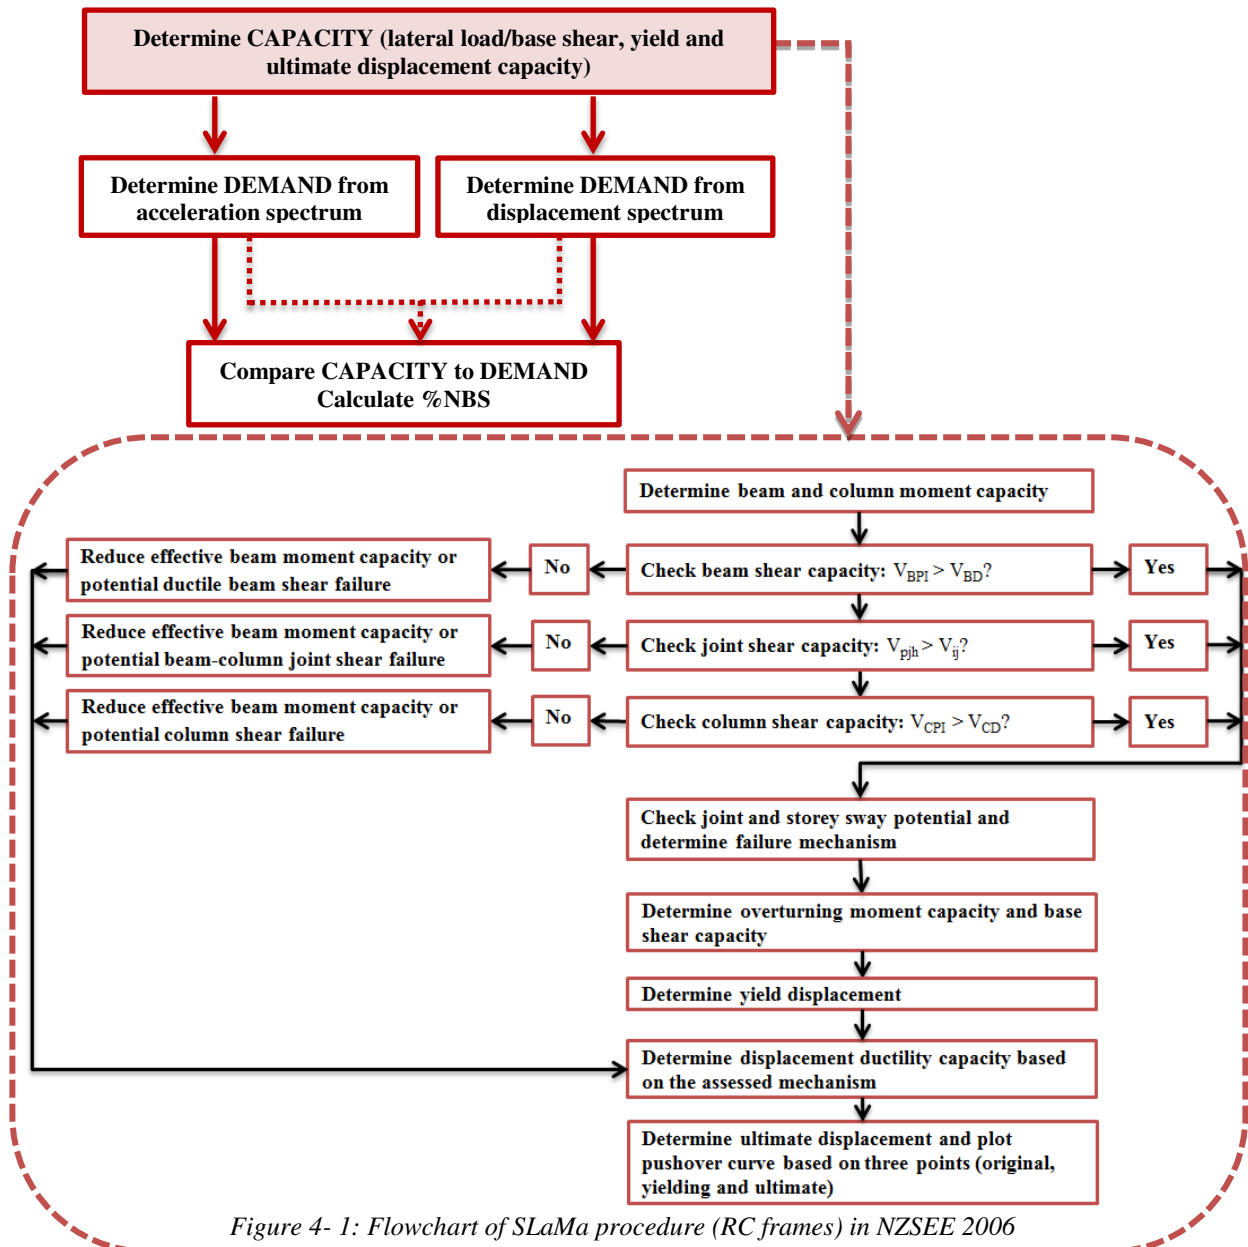 Determine CAPACITY (lateral load/base shear, yield and
ultimate displacement capacity)
Determine DEMAND from
acceleration spectrum
Determine DEMAND from
displacement spectrum
Compare CAPACITY to DEMAND
Calculate %NBS
Determine beam and column moment capacity
Reduce effective beam moment capacity or
potential ductile beam shear failure
No
Check beam shear capacity: V_BPI > V_BD?
Yes
Reduce effective beam moment capacity or
potential beam-column joint shear failure
No
Check joint shear capacity: V_pjh > V_ij?
Yes
Reduce effective beam moment capacity or
potential column shear failure
No
Check column shear capacity: V_CPI > V_CD?
Yes
Check joint and storey sway potential and
determine failure mechanism
Determine overturning moment capacity and base
shear capacity
Determine yield displacement
Determine displacement ductility capacity based
on the assessed mechanism
Determine ultimate displacement and plot
pushover curve based on three points (original,
yielding and ultimate)
Figure 4- 1: Flowchart of SLaMa procedure (RC frames) in NZSEE 2006